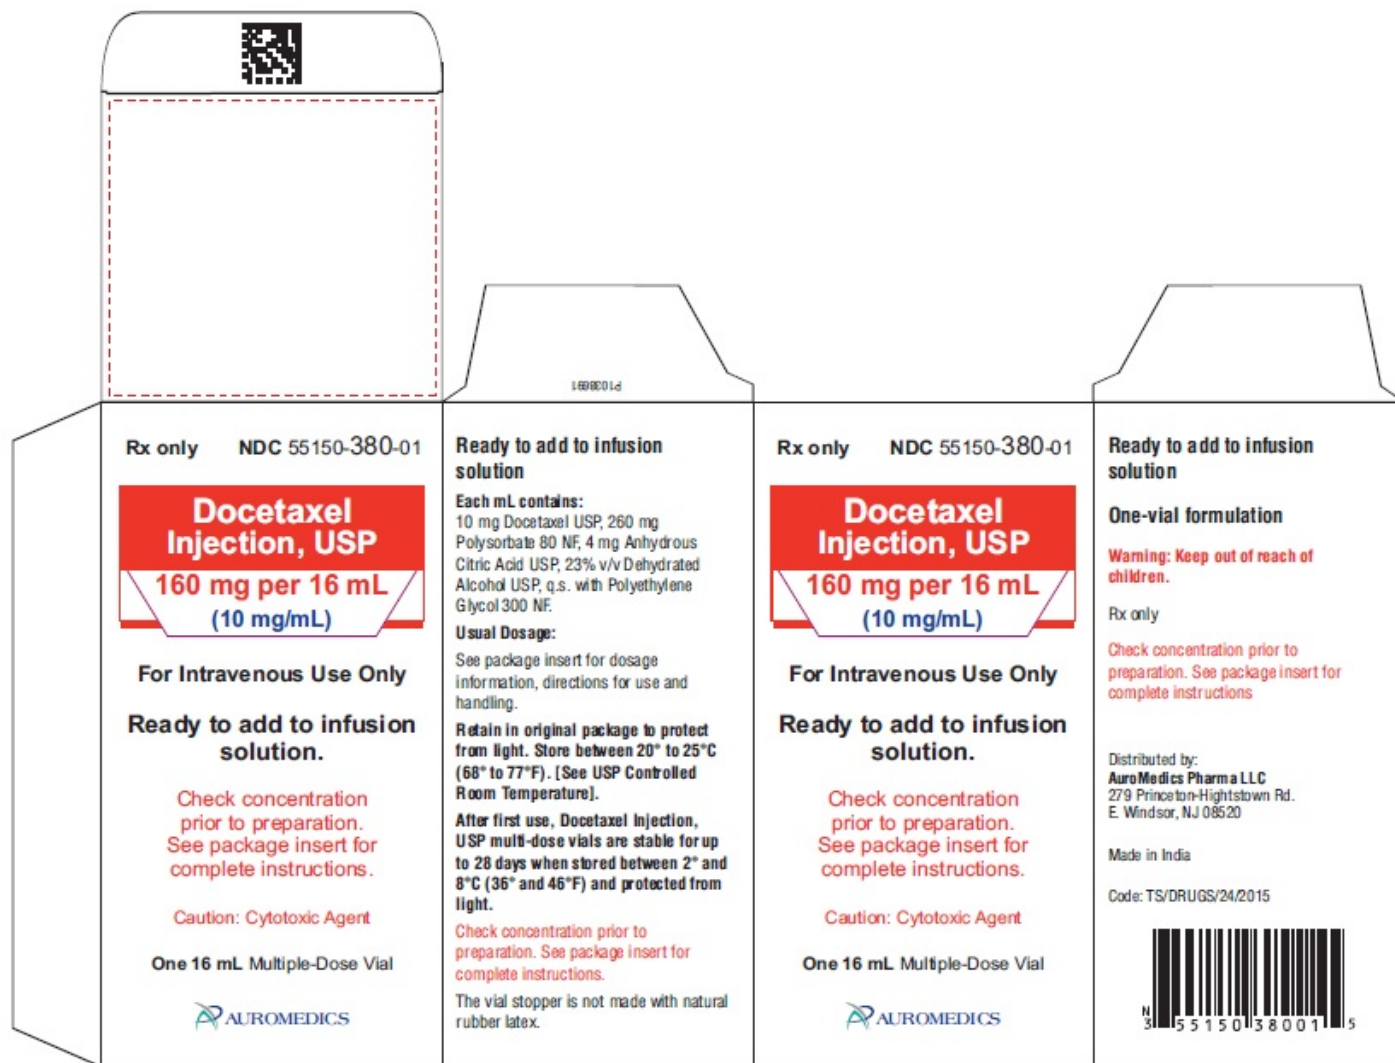 P1038691
Rx only NDC 55150-380-01
Docetaxel
Injection, USP
160 mg per 16 mL
(10 mg/mL)
For Intravenous Use Only
Ready to add to infusion
solution.
Check concentration
prior to preparation.
See package insert for
complete instructions.
Caution: Cytotoxic Agent
One 16 mL Multiple-Dose Vial
AUROMEDICS
Ready to add to infusion
solution
Each mL contains:
10 mg Docetaxel USP, 260 mg
Polysorbate 80 NF, 4 mg Anhydrous
Citric Acid USP, 23% v/v Dehydrated
Alcohol USP, q.s. with Polyethylene
Glycol 300 NF.
Usual Dosage:
See package insert for dosage
information, directions for use and
handling.
Retain in original package to protect
from light. Store between 20° to 25°C
(68° to 77°F). [See USP Controlled
Room Temperature].
After first use, Docetaxel Injection,
USP multi-dose vials are stable for up
to 28 days when stored between 2° and
8°C (36° and 46°F) and protected from
light.
Check concentration prior to
preparation. See package insert for
complete instructions.
The vial stopper is not made with natural
rubber latex.
Rx only NDC 55150-380-01
Docetaxel
Injection, USP
160 mg per 16 mL
(10 mg/mL)
For Intravenous Use Only
Ready to add to infusion
solution.
Check concentration
prior to preparation.
See package insert for
complete instructions.
Caution: Cytotoxic Agent
One 16 mL Multiple-Dose Vial
AUROMEDICS
Ready to add to infusion
solution
One-vial formulation
Warning: Keep out of reach of
children.
Rx only
Check concentration prior to
preparation. See package insert for
complete instructions
Distributed by:
AuroMedics Pharma LLC
279 Princeton-Hightstown Rd.
E. Windsor, NJ 08520
Made in India
Code: TS/DRUGS/24/2015
N
3 55150 38001 5